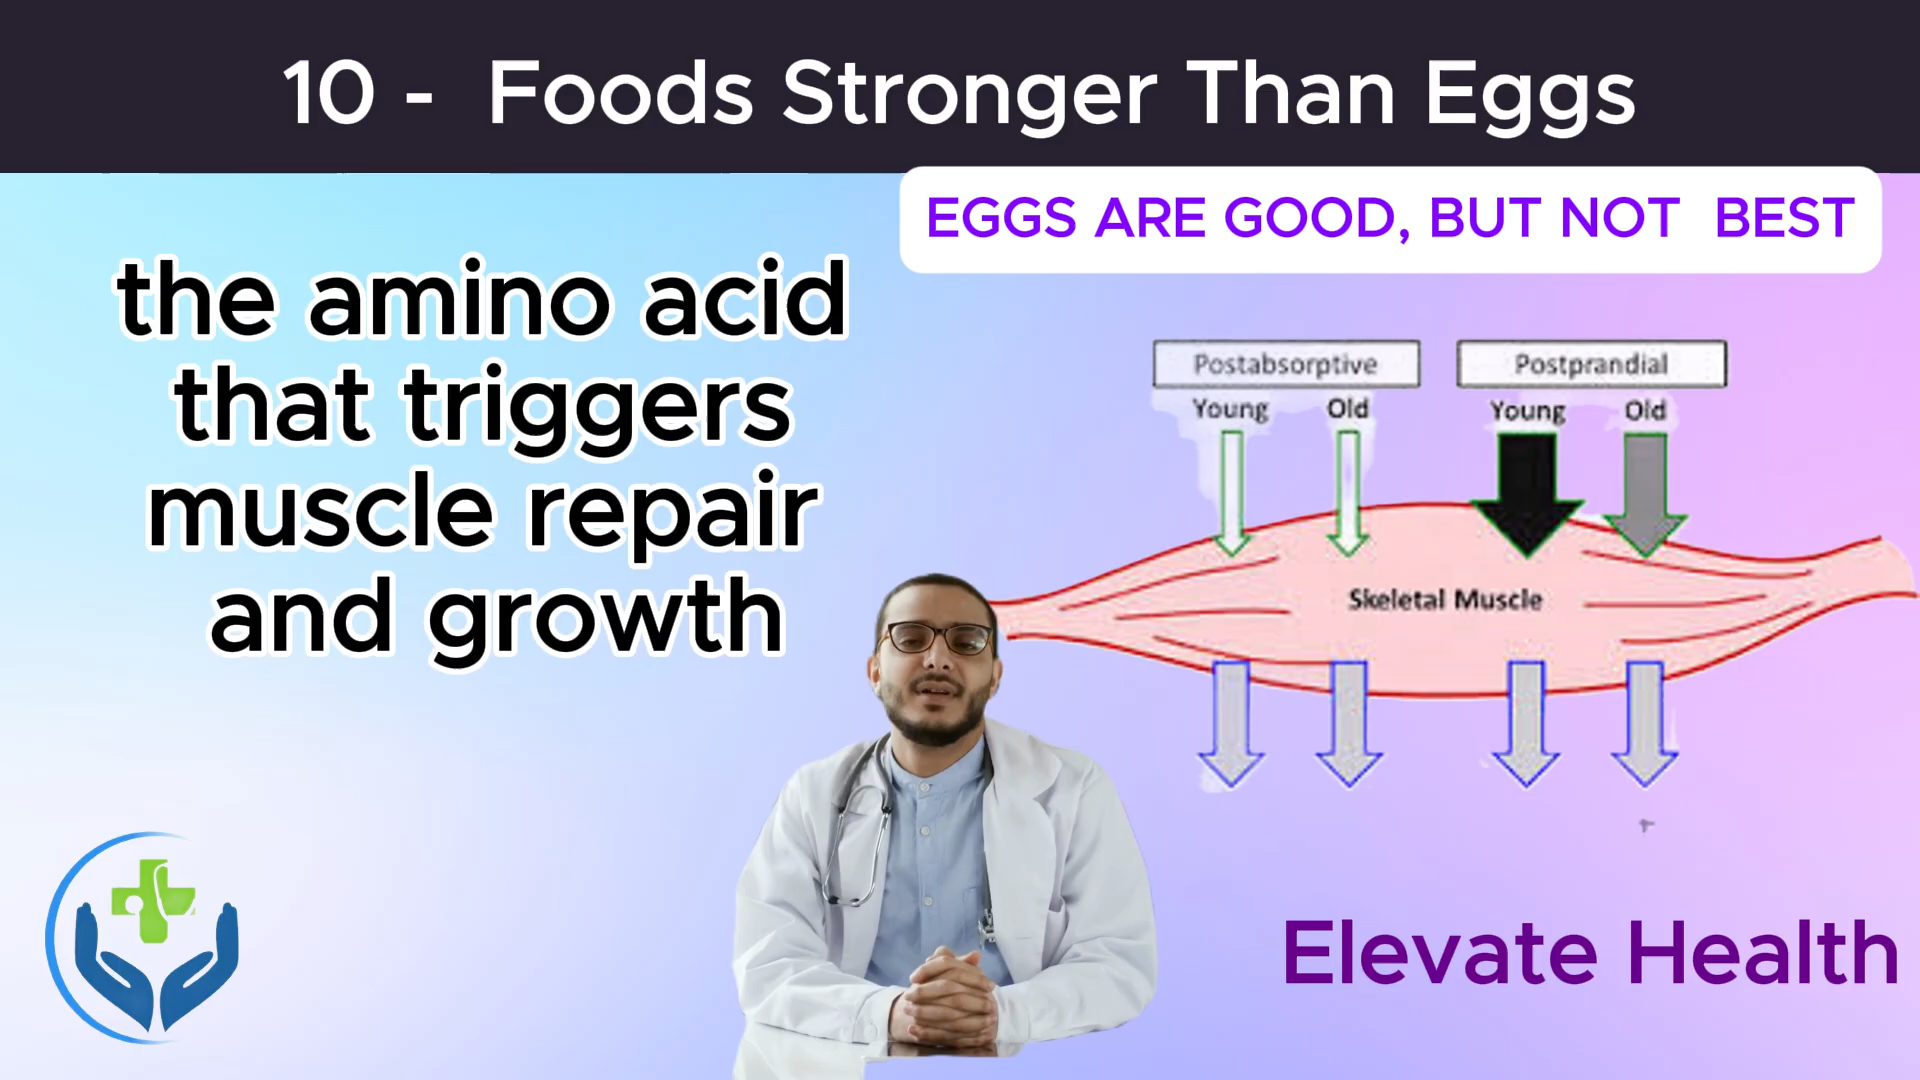 10 - Foods Stronger Than Eggs
EGGS ARE GOOD, BUT NOT BEST
the amino acid
that triggers
muscle repair
and growth
Postabsorptive Postprandial
Young Old Young Old
Skeletal Muscle
Elevate Health